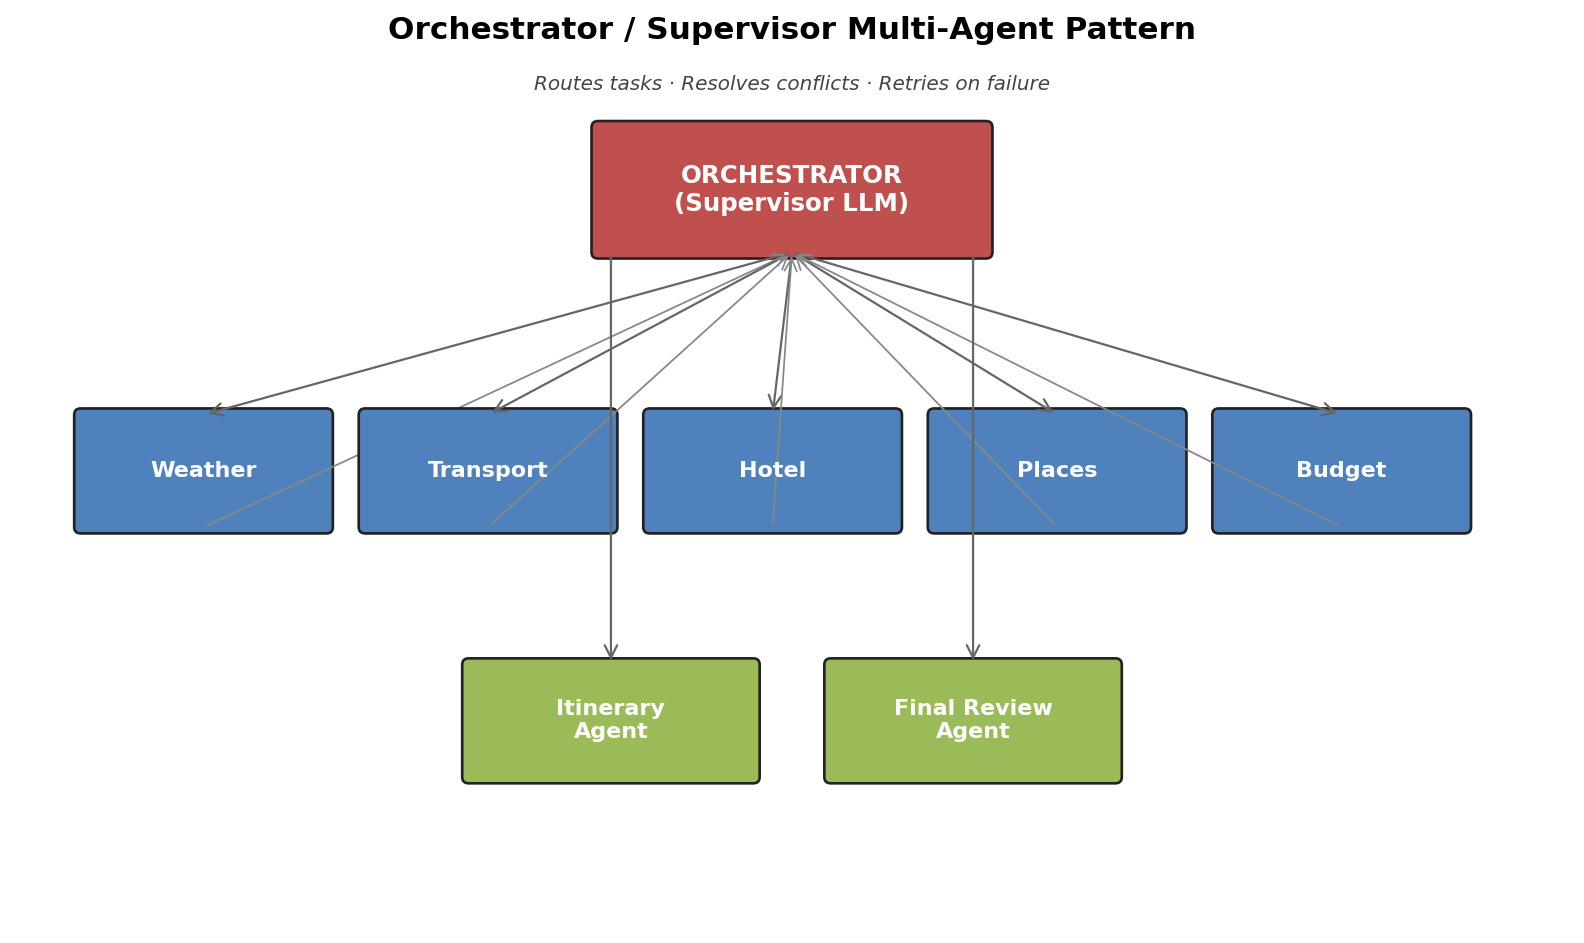 Orchestrator / Supervisor Multi-Agent Pattern
Routes tasks · Resolves conflicts · Retries on failure
ORCHESTRATOR
(Supervisor LLM)
Weather
Transport
Hotel
Places
Budget
Itinerary
Agent
Final Review
Agent